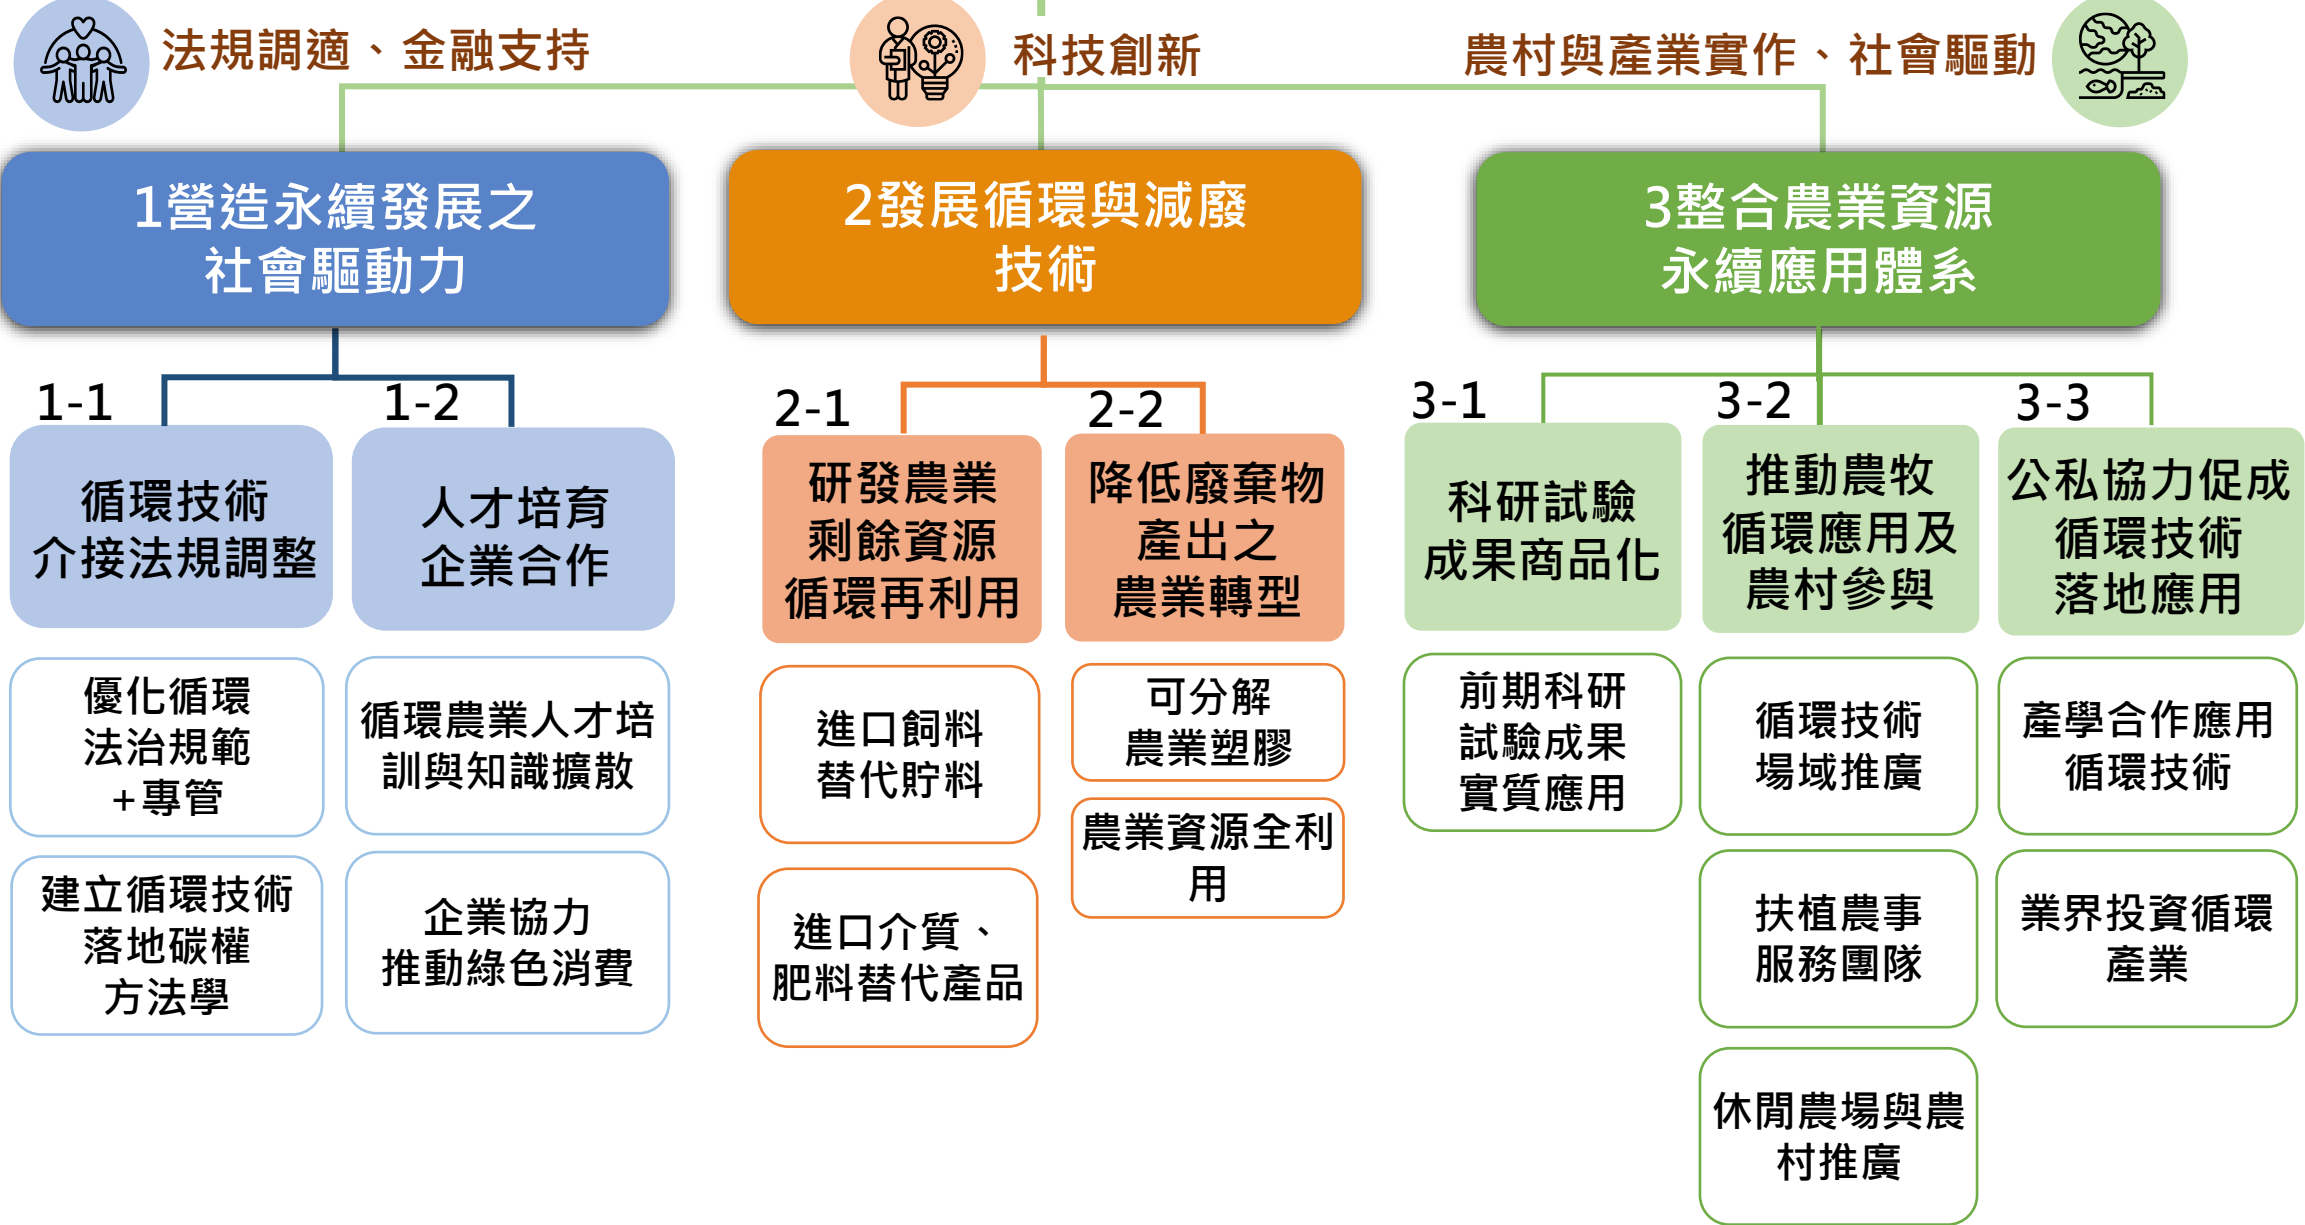 法規調適、金融支持
科技創新
農村與產業實作、社會驅動
1營造永續發展之
社會驅動力
2發展循環與減廢
技術
3整合農業資源
永續應用體系
1-1
循環技術
介接法規調整
優化循環
法治規範
+專管
建立循環技術
落地碳權
方法學
1-2
人才培育
企業合作
循環農業人才培
訓與知識擴散
企業協力
推動綠色消費
2-1
研發農業
剩餘資源
循環再利用
進口飼料
替代貯料
進口介質、
肥料替代產品
2-2
降低廢棄物
產出之
農業轉型
可分解
農業塑膠
農業資源全利
用
3-1
科研試驗
成果商品化
前期科研
試驗成果
實質應用
3-2
推動農牧
循環應用及
農村參與
循環技術
場域推廣
扶植農事
服務團隊
休閒農場與農
村推廣
3-3
公私協力促成
循環技術
落地應用
產學合作應用
循環技術
業界投資循環
產業